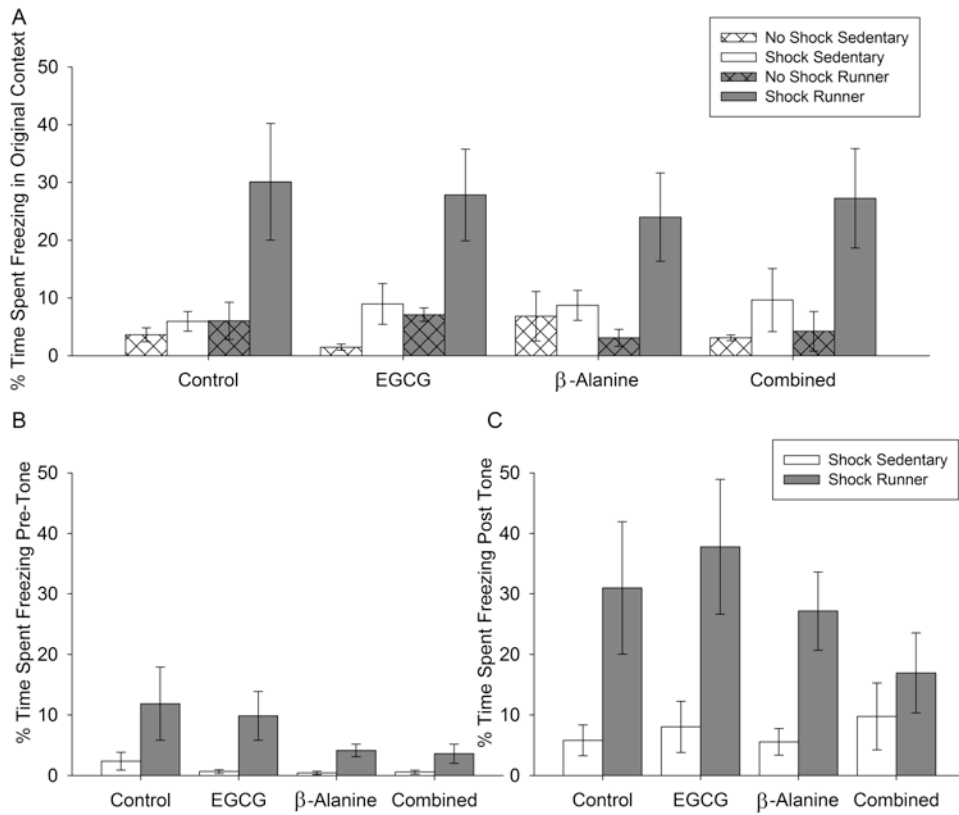 A
% Time Spent Freezing in Original Context
50
40
30
20
10
0
No Shock Sedentary
Shock Sedentary
No Shock Runner
Shock Runner
Control
EGCG
β-Alanine
Combined
B
% Time Spent Freezing Pre-Tone
50
40
30
20
10
0
Control
EGCG
β-Alanine
Combined
C
% Time Spent Freezing Post Tone
50
40
30
20
10
0
Shock Sedentary
Shock Runner
Control
EGCG
β-Alanine
Combined